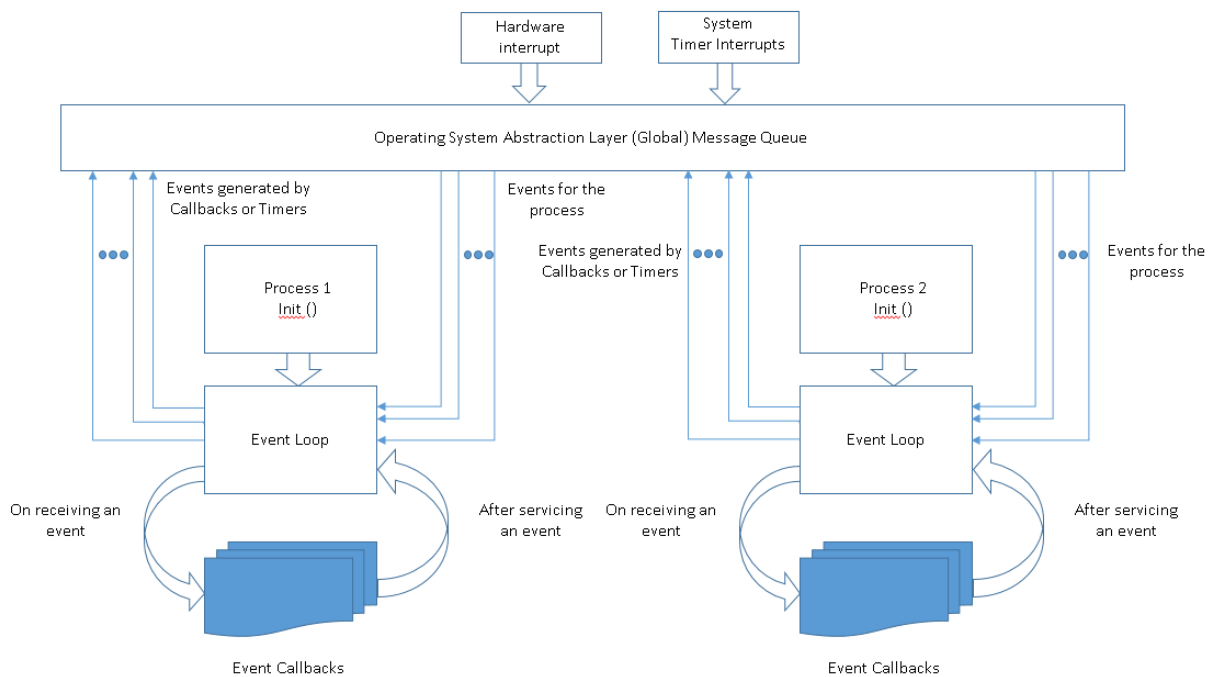 Hardware
interrupt
System
Timer Interrupts
Operating System Abstraction Layer (Global) Message Queue
Events generated by
Callbacks or Timers
Events for the
process
Events generated by
Callbacks or Timers
Events for the
process
Process 1
Init ()
Process 2
Init ()
Event Loop
Event Loop
On receiving an
event
After servicing
an event
On receiving an
event
After servicing
an event
Event Callbacks
Event Callbacks